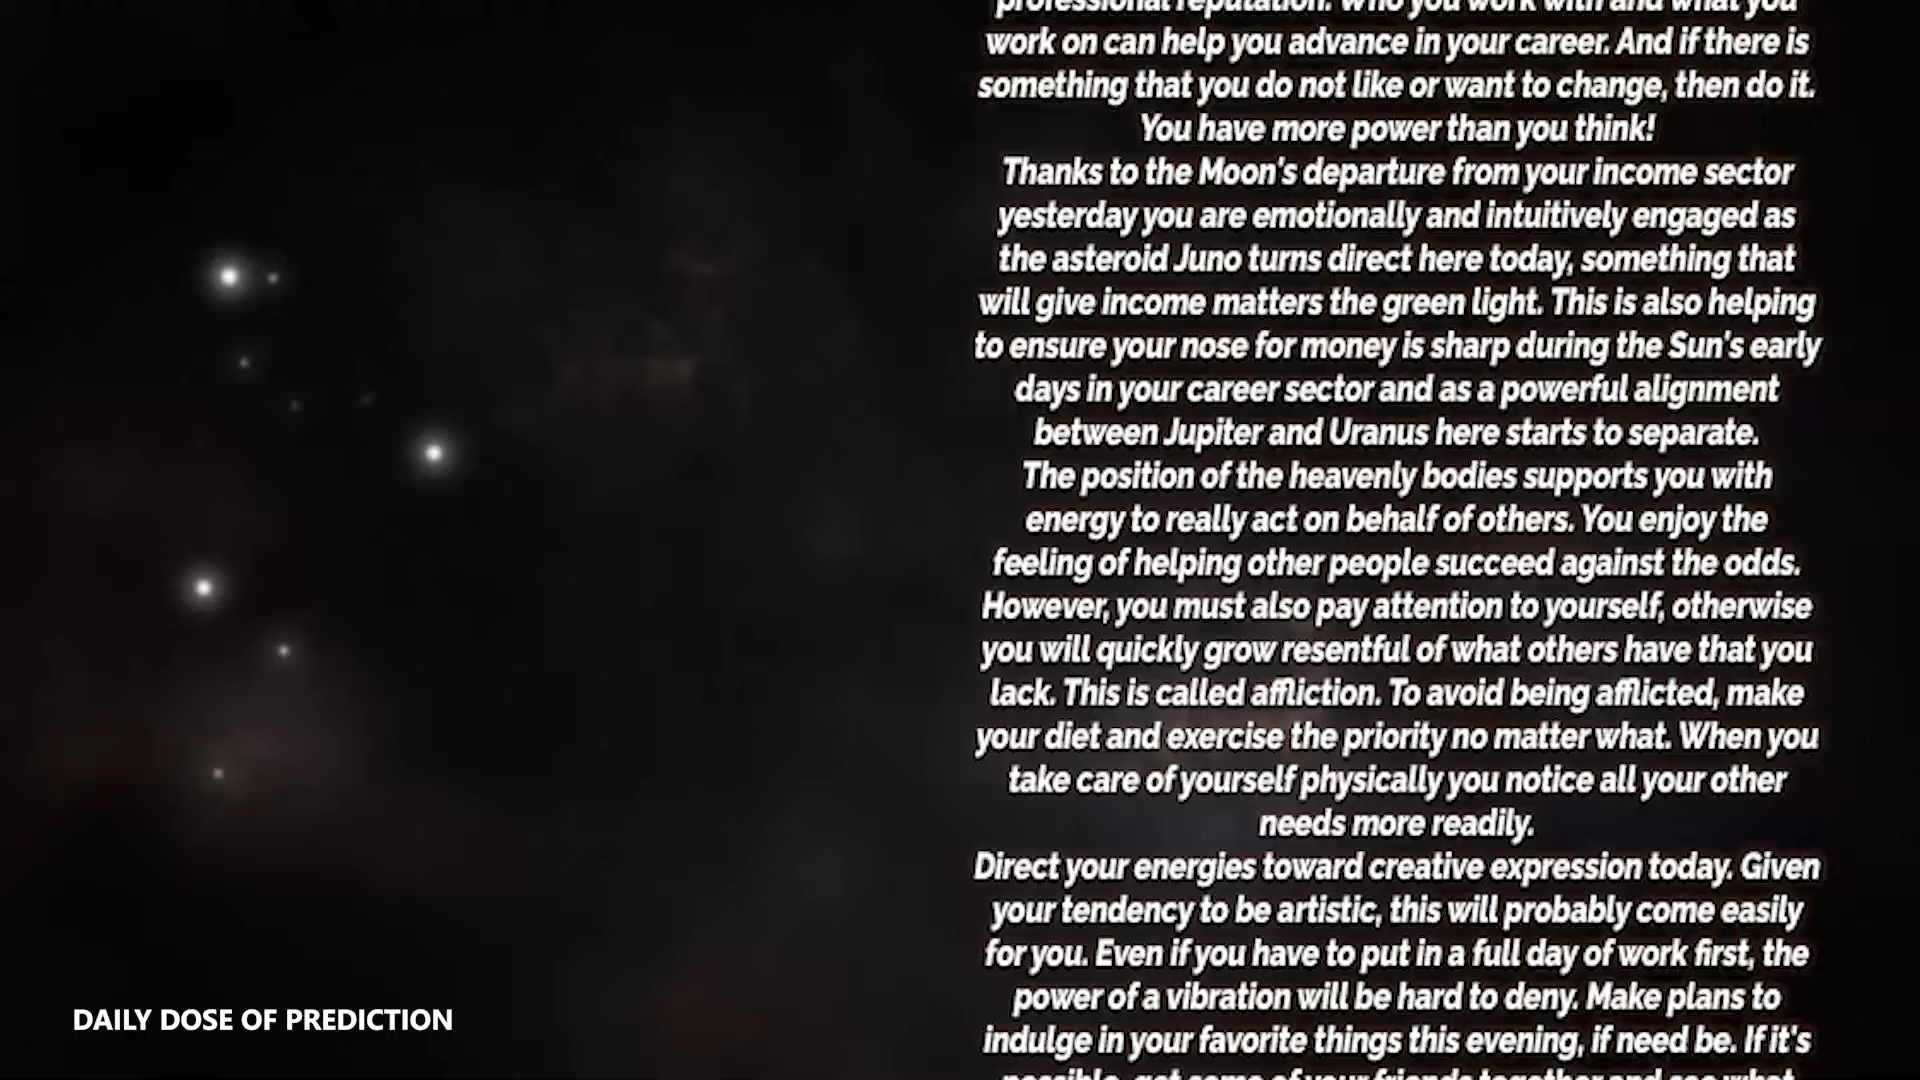 professional reputation. Who you work with and what you
work on can help you advance in your career. And if there is
something that you do not like or want to change, then do it.
You have more power than you think!
Thanks to the Moon's departure from your income sector
yesterday you are emotionally and intuitively engaged as
the asteroid Juno turns direct here today, something that
will give income matters the green light. This is also helping
to ensure your nose for money is sharp during the Sun's early
days in your career sector and as a powerful alignment
between Jupiter and Uranus here starts to separate.
The position of the heavenly bodies supports you with
energy to really act on behalf of others. You enjoy the
feeling of helping other people succeed against the odds.
However, you must also pay attention to yourself, otherwise
you will quickly grow resentful of what others have that you
lack. This is called affliction. To avoid being afflicted, make
your diet and exercise the priority no matter what. When you
take care of yourself physically you notice all your other
needs more readily.
Direct your energies toward creative expression today. Given
your tendency to be artistic, this will probably come easily
for you. Even if you have to put in a full day of work first, the
power of a vibration will be hard to deny. Make plans to
indulge in your favorite things this evening, if need be. If it's
possible, get some of your friends together and see what
DAILY DOSE OF PREDICTION